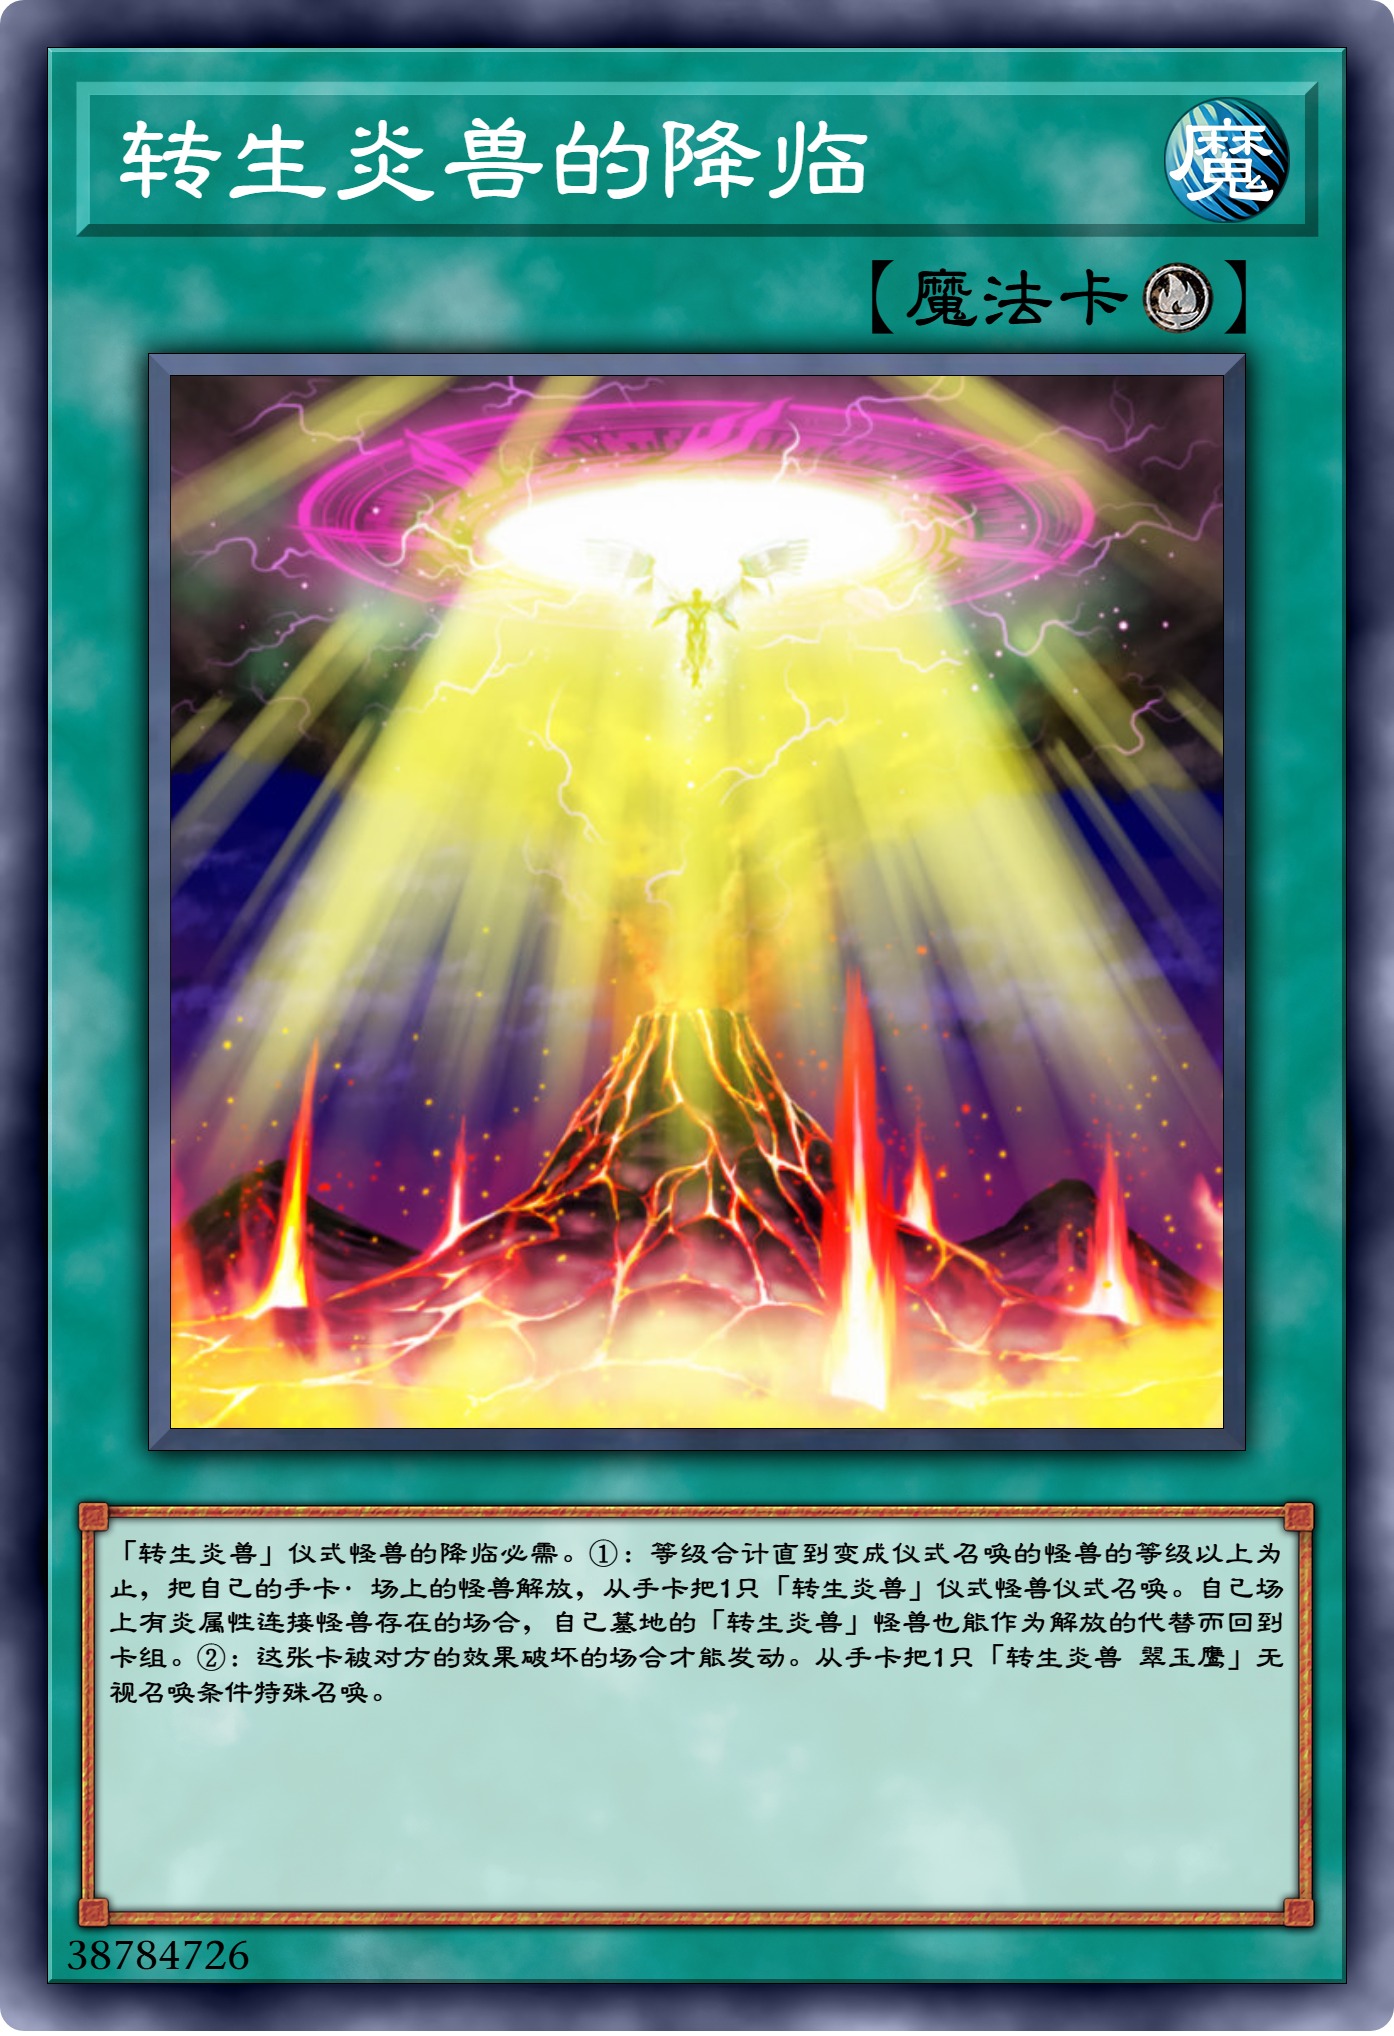 转生炎兽的降临
魔
【魔法卡】
「转生炎兽」仪式怪兽的降临必需。①：等级合计直到变成仪式召唤的怪兽的等级以上为
止，把自己的手卡·场上的怪兽解放，从手卡把1只「转生炎兽」仪式怪兽仪式召唤。自己场
上有炎属性连接怪兽存在的场合，自己墓地的「转生炎兽」怪兽也能作为解放的代替而回到
卡组。②：这张卡被对方的效果破坏的场合才能发动。从手卡把1只「转生炎兽 翠玉鹰」无
视召唤条件特殊召唤。
38784726